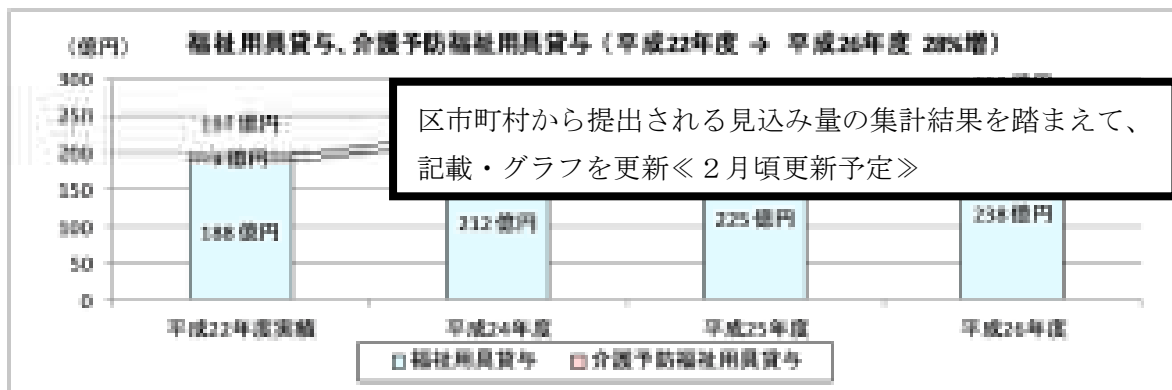 (億円)
福祉用具貸与、介護予防福祉用具貸与(平成22年度 → 平成26年度 28%増)
300
250
200
150
100
50
0
区市町村から提出される見込み量の集計結果を踏まえて、
記載・グラフを更新≪2月頃更新予定≫
188億円
212億円
225億円
238億円
平成22年度実績
平成24年度
平成25年度
平成26年度
福祉用具貸与
介護予防福祉用具貸与